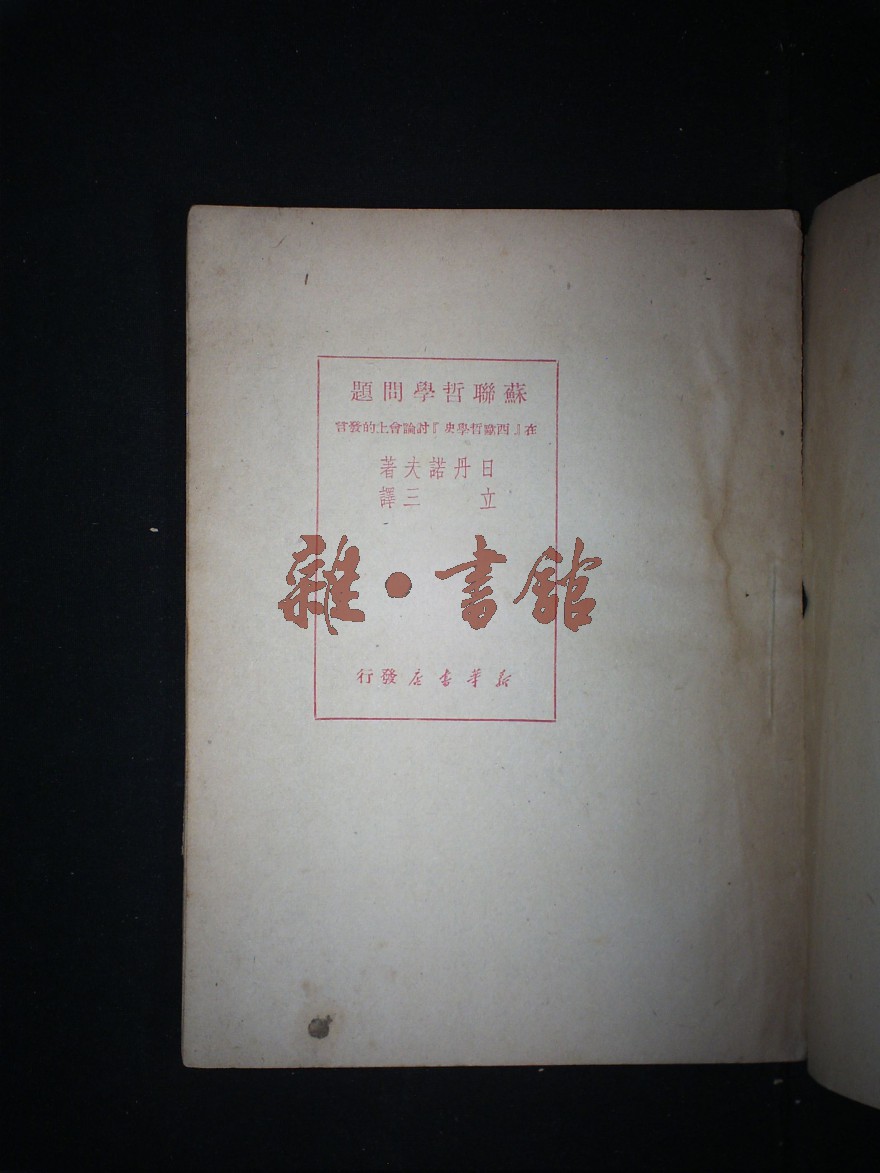 蘇聯哲學問題
在『西歐哲學史』討論會上的發言
日丹諾夫著
立三譯
雜·書館
新華書店發行